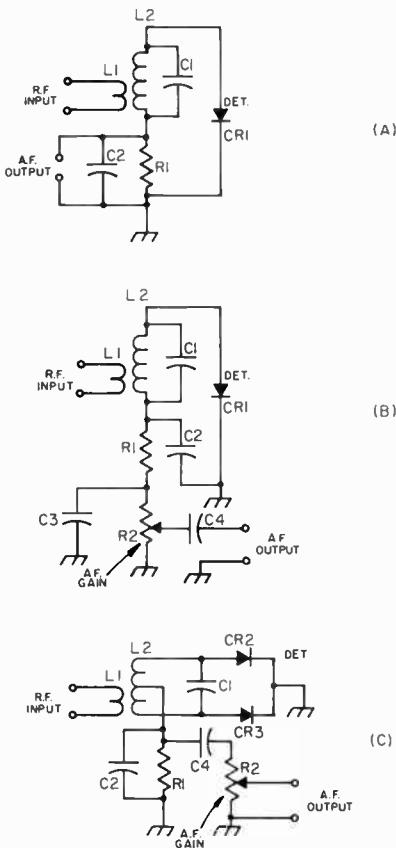 L2
L1
C1
R.F.
INPUT
DET.
CR1
(A)
A.F.
OUTPUT
C2
R1
L2
L1
C1
R.F.
INPUT
DET.
CR1
(B)
R1
C2
C3
R2
C4
A.F.
OUTPUT
A.F.
GAIN
L2
CR2
DET
L1
C1
R.F.
INPUT
CR3
(C)
C4
R2
C2
R1
A.F.
OUTPUT
A.F.
GAIN